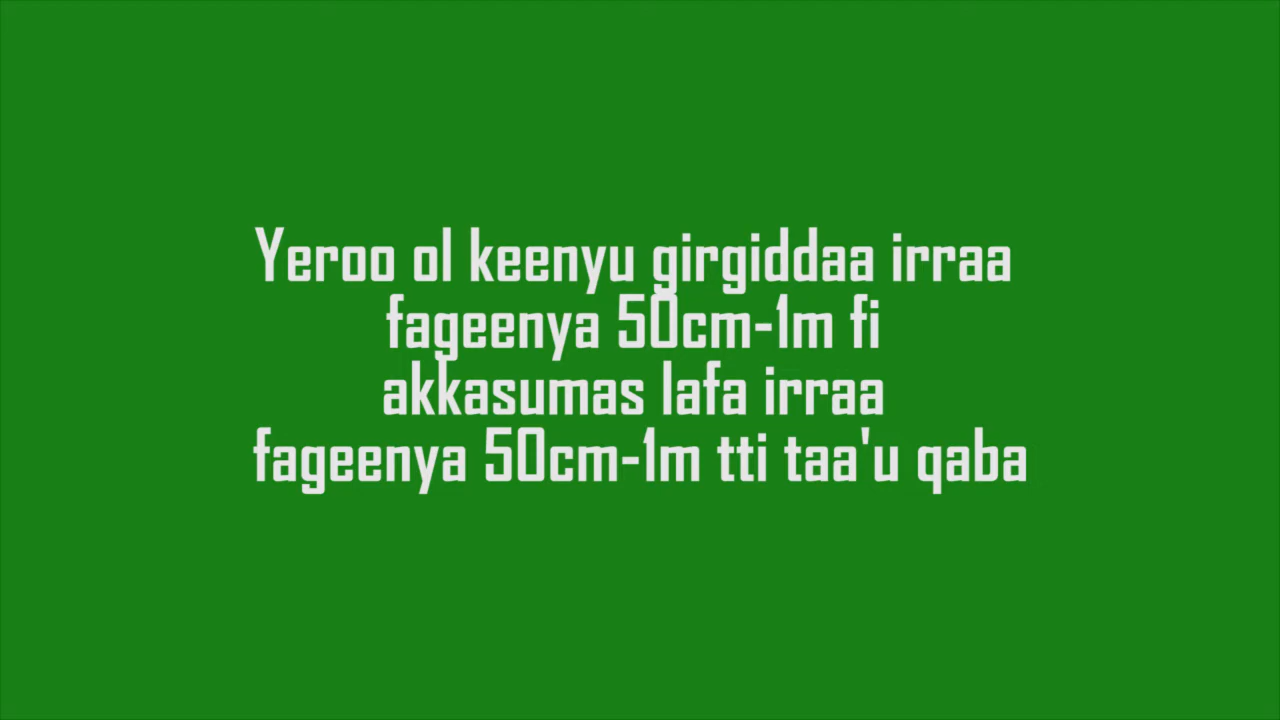 Yeroo ol keenyu girgiddaa irraa
fageenya 50cm-1m fi
akkasumas lafa irraa
fageenya 50cm-1m tti taa'u qaba